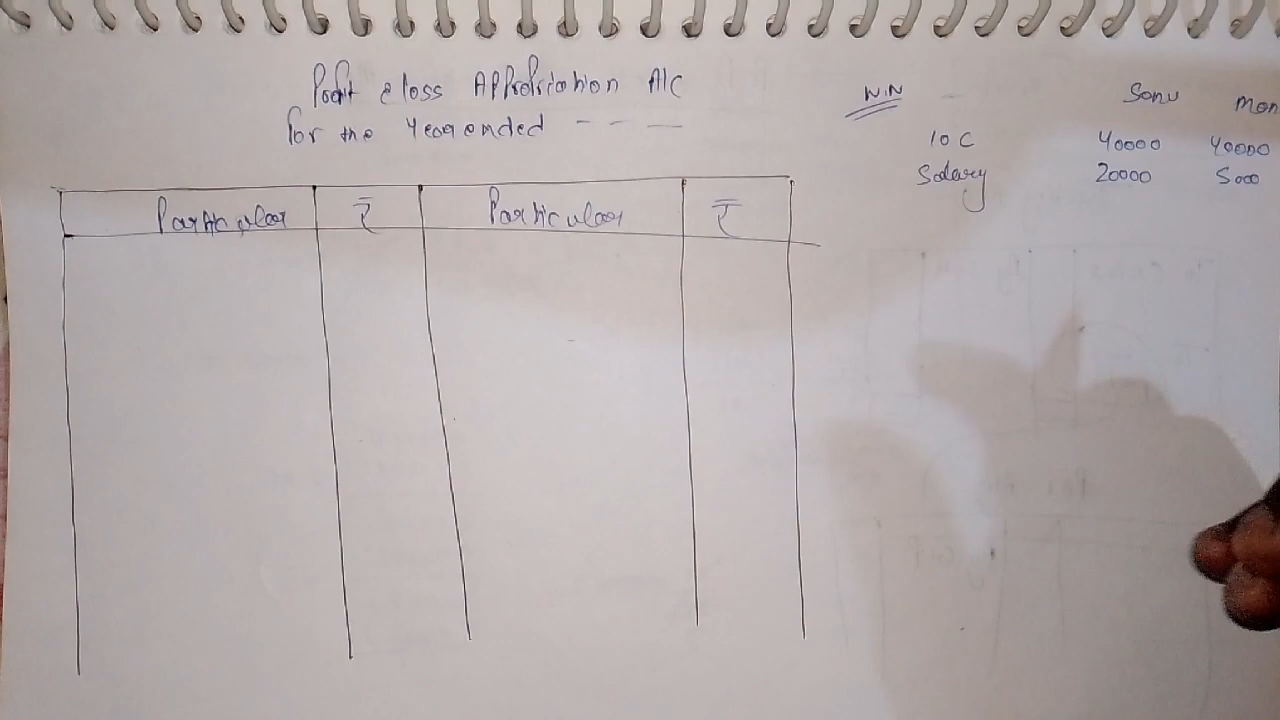 Profit & loss Appropriation A/C
for the Year ended - - -
Particular ₹ Particular ₹
W.N
Sonu Mon
IOC 40000 40000
Salary 20000 5000